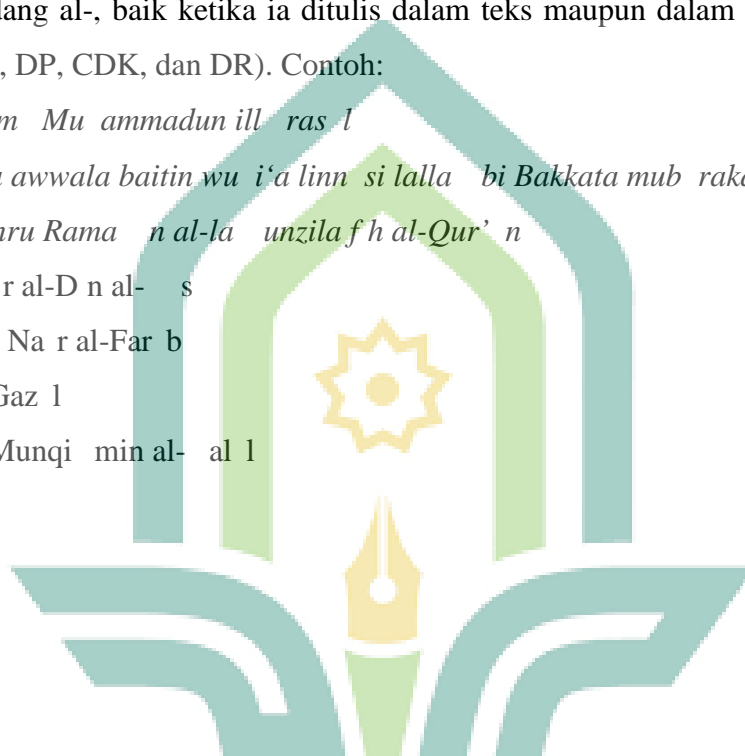 dang al-, baik ketika ia ditulis dalam teks maupun dalam
, DP, CDK, dan DR). Contoh:
m Mu ammadun ill ras l
awwala baitin wu i‘a linn si lalla bi Bakkata mub raka
nru Rama n al-la unzila f h al-Qur’ n
r al-D n al- s
Na r al-Far b
Gaz l
Munqi min al- al l